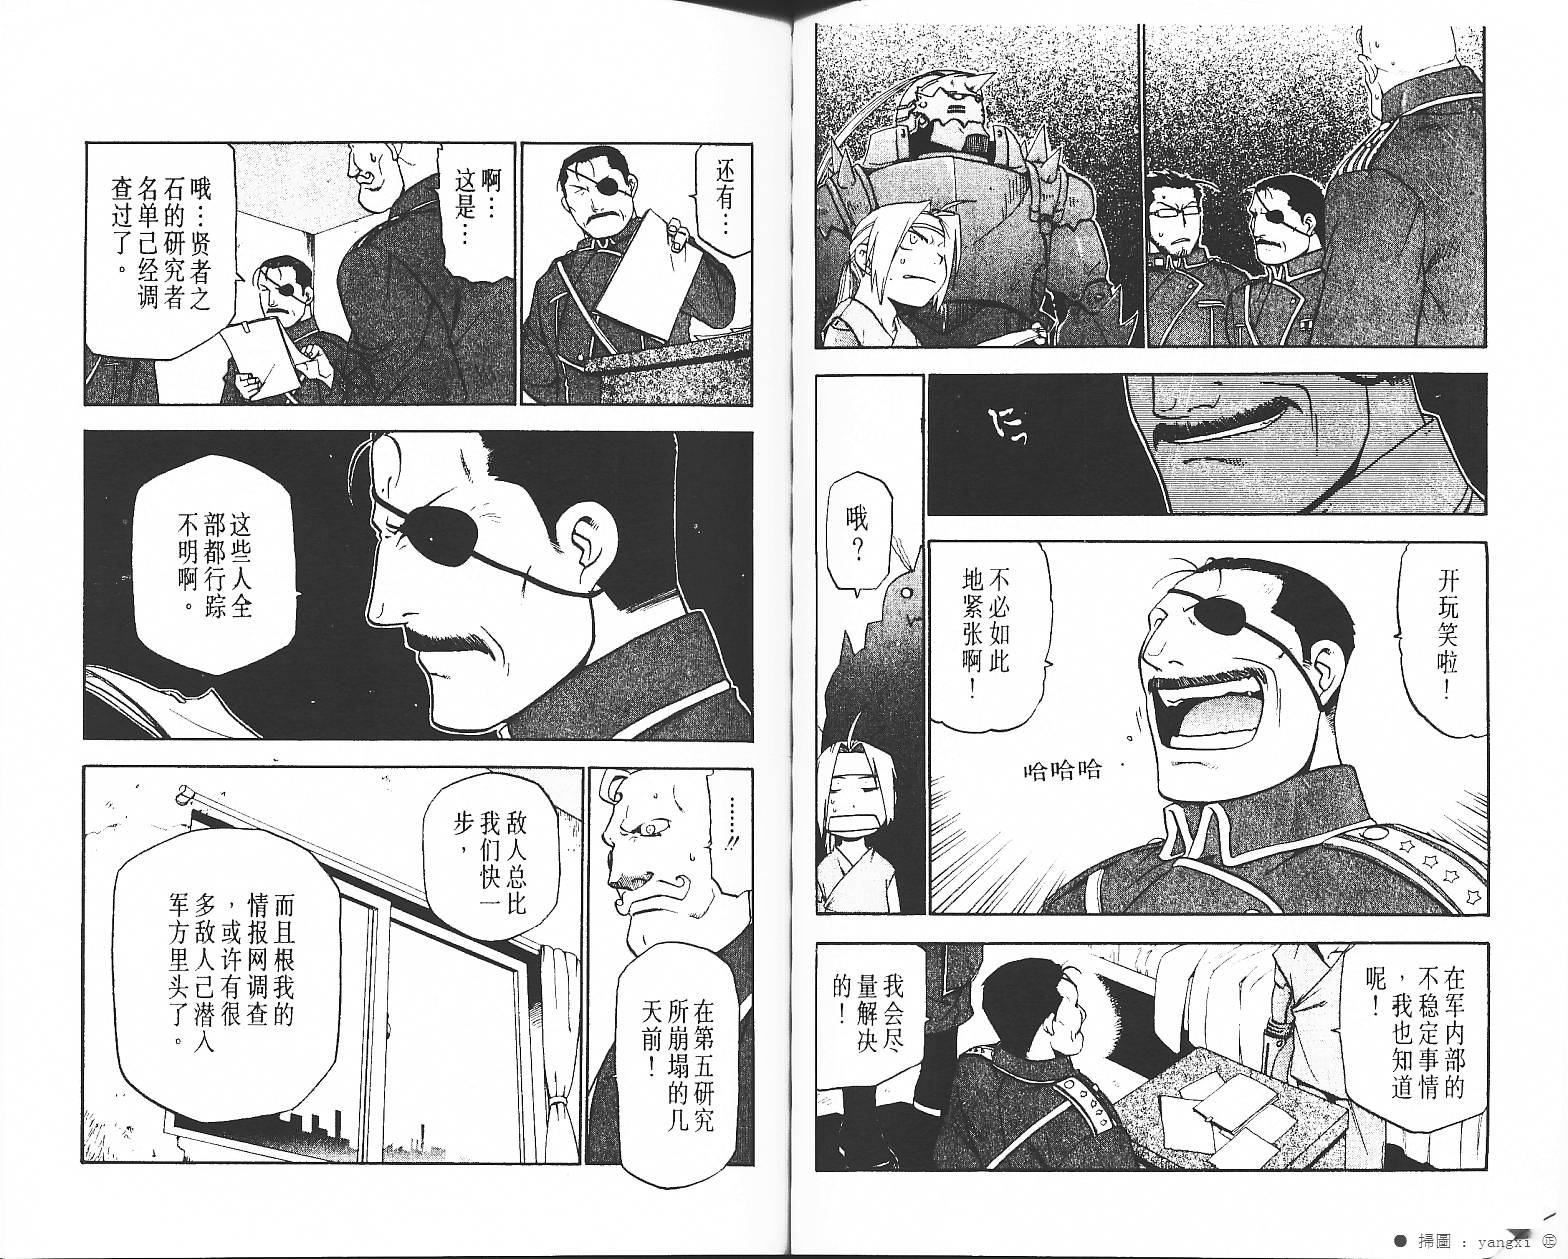 にっ
开玩笑啦！
不必如此
地紧张啊！
哈哈哈
哦？
在军内部的
不稳定事情
，我也知道
呢！
我会尽
量解决
的！
还有…
啊…
这是…
哦…贤者之
石的研究者
名单己经调
查过了。
这些人全
部都行踪
不明啊。
……!!
在第五研究
所崩塌的几
天前！
敌人总比
我们快一
步，
而且根我的
情报网调查
，或许有很
多敌人己潜入
军方里头了。
● 掃圖 : yangxi ㊣